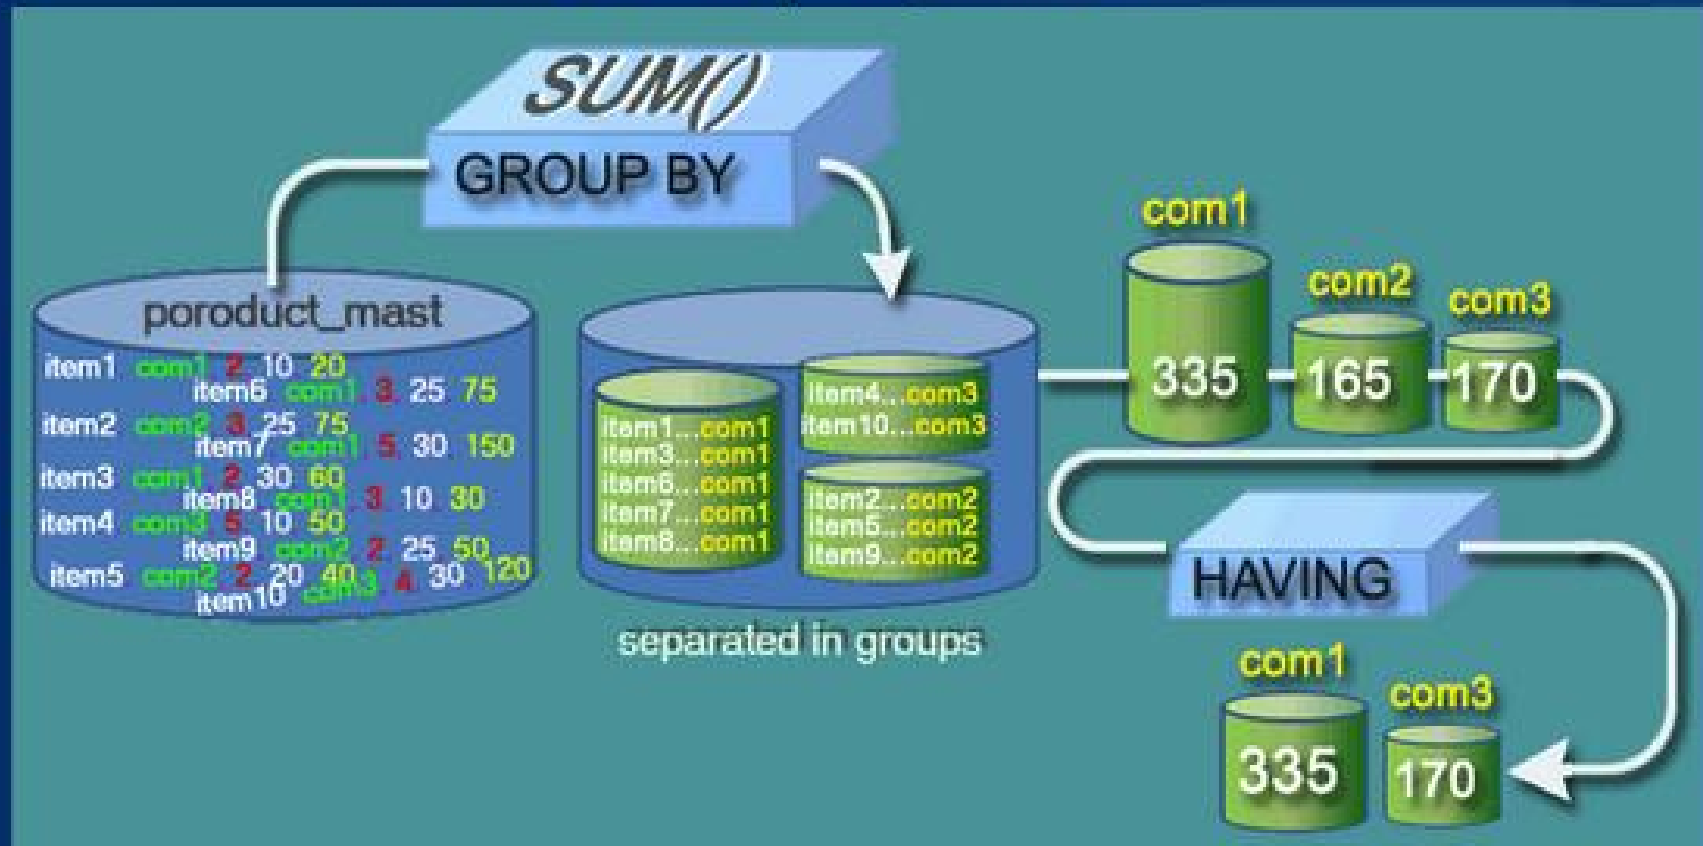 SUM()
GROUP BY
poroduct_mast
item1 com1 2 10 20
item6 com1 3 25 75
item2 com2 3 25 75
item7 com1 5 30 150
item3 com1 2 30 60
item8 com1 3 10 30
item4 com3 5 10 50
item9 com2 2 25 50
item5 com2 2 20 40
item10 com3 4 30 120
item1...com1
item3...com1
item6...com1
item7...com1
item8...com1
item4...com3
item10...com3
item2...com2
item5...com2
item9...com2
separated in groups
com1
335
com2
165
com3
170
HAVING
com1
335
com3
170